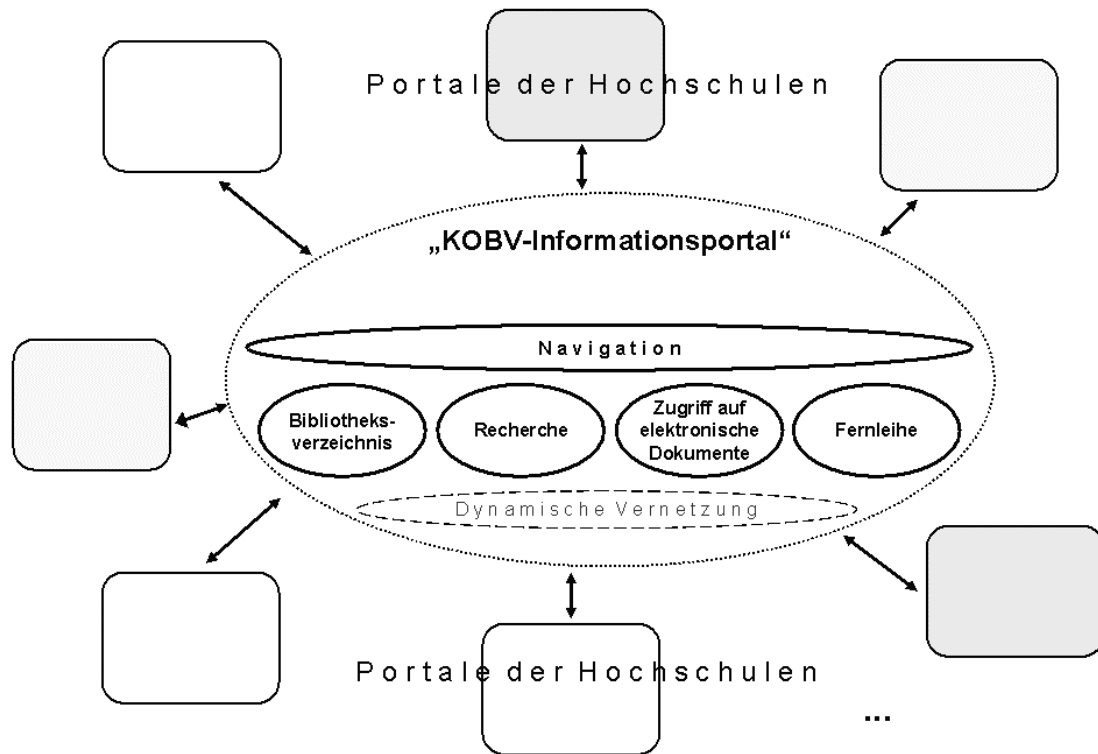 Portale der Hochschulen
„KOBV-Informationsportal“
Navigation
Bibliotheks-
verzeichnis
Recherche
Zugriff auf
elektronische
Dokumente
Fernleihe
Dynamische Vernetzung
Portale der Hochschulen
...